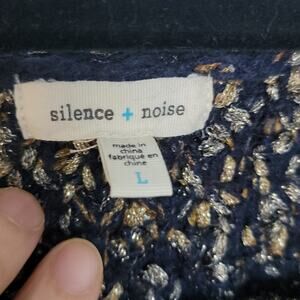 silence + noise
made in
china
fabriqué en
chine
L